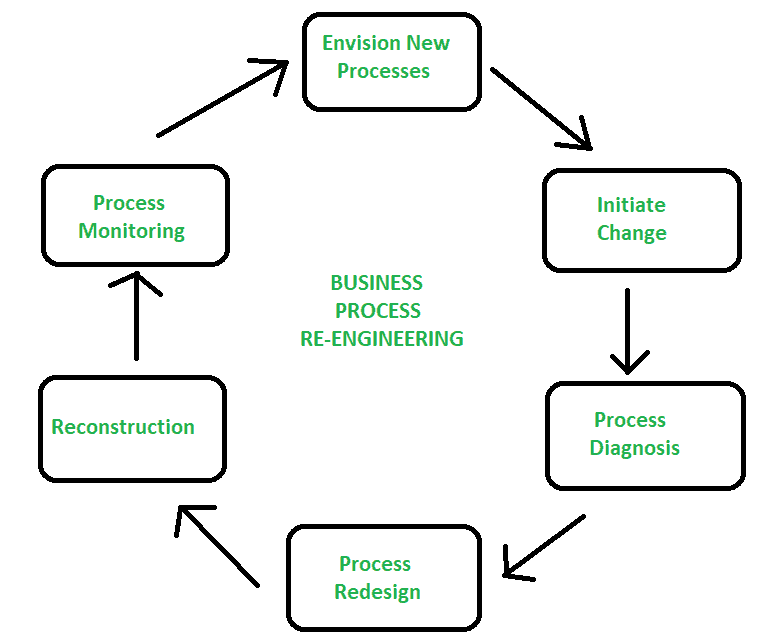 Envision New
Processes
Initiate
Change
Process
Diagnosis
Process
Redesign
Reconstruction
Process
Monitoring
BUSINESS
PROCESS
RE-ENGINEERING